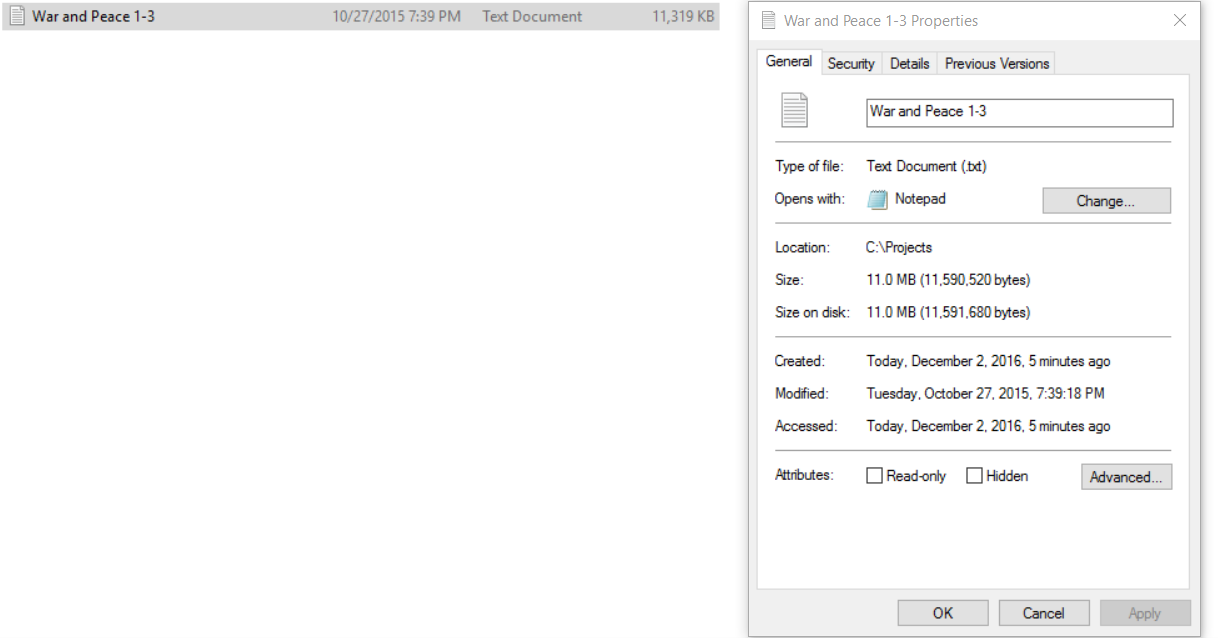 War and Peace 1-3 10/27/2015 7:39 PM Text Document 11,319 KB
War and Peace 1-3 Properties
General Security Details Previous Versions
War and Peace 1-3
Type of file: Text Document (.txt)
Opens with: Notepad Change...
Location: C:\Projects
Size: 11.0 MB (11,590,520 bytes)
Size on disk: 11.0 MB (11,591,680 bytes)
Created: Today, December 2, 2016, 5 minutes ago
Modified: Tuesday, October 27, 2015, 7:39:18 PM
Accessed: Today, December 2, 2016, 5 minutes ago
Attributes: Read-only Hidden Advanced...
OK Cancel Apply